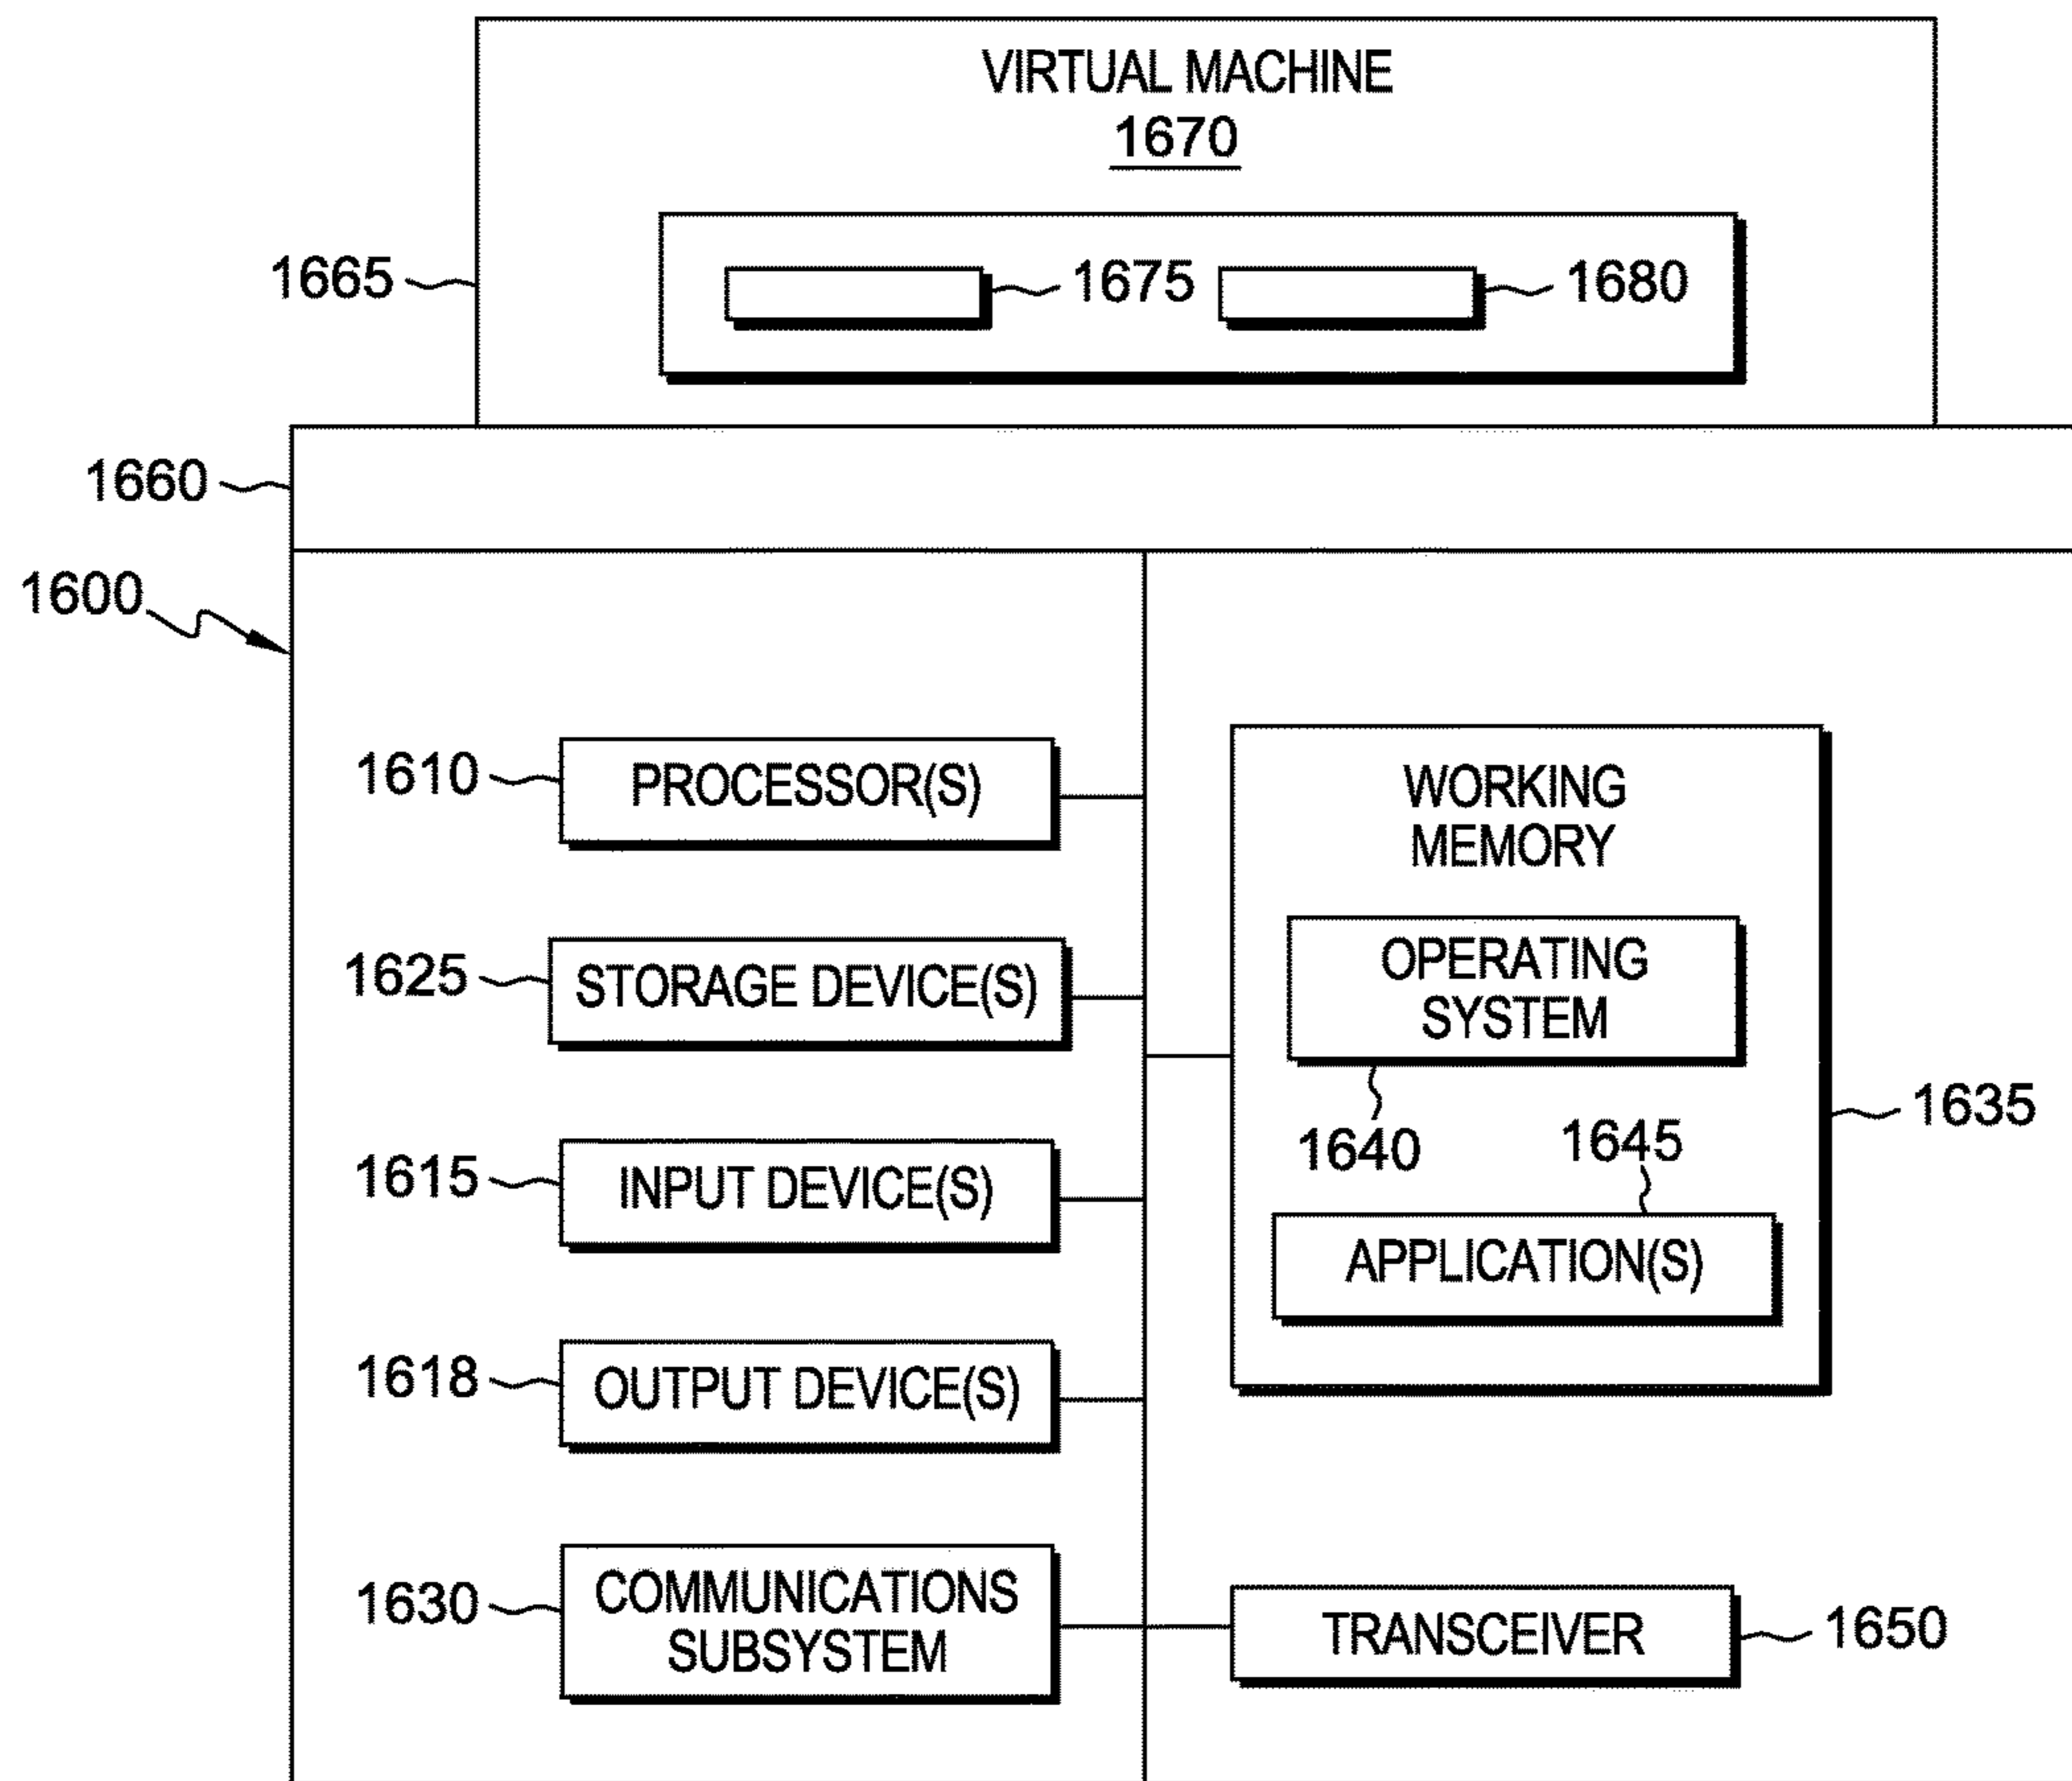 VIRTUAL MACHINE
1670
1665
1675
1680
1660
1600
1610
PROCESSOR(S)
1625
STORAGE DEVICE(S)
1615
INPUT DEVICE(S)
1618
OUTPUT DEVICE(S)
1630
COMMUNICATIONS
SUBSYSTEM
WORKING
MEMORY
OPERATING
SYSTEM
1640
1645
APPLICATION(S)
1635
TRANSCEIVER
1650